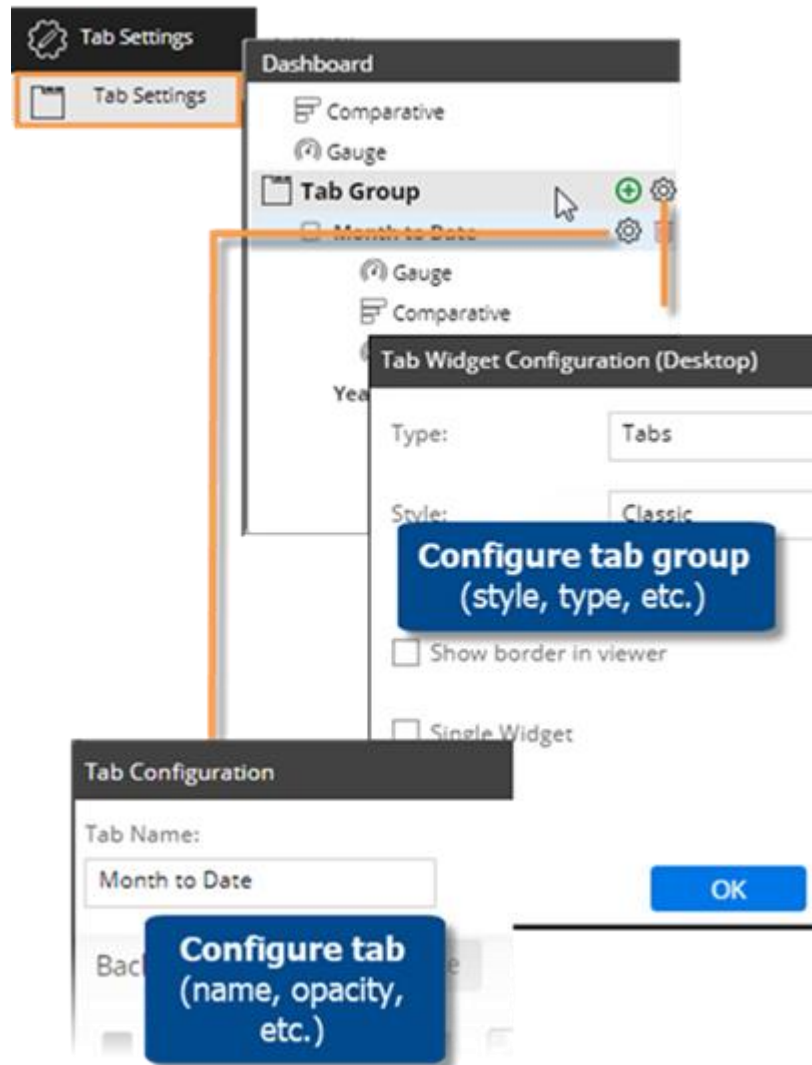 Tab Settings
Tab Settings
Dashboard
Comparative
Gauge
Tab Group
Month to Date
Gauge
Comparative
Tab Widget Configuration (Desktop)
Type:
Tabs
Style:
Classic
Configure tab group
(style, type, etc.)
Show border in viewer
Single Widget
Tab Configuration
Tab Name:
Month to Date
OK
Configure tab
(name, opacity,
etc.)